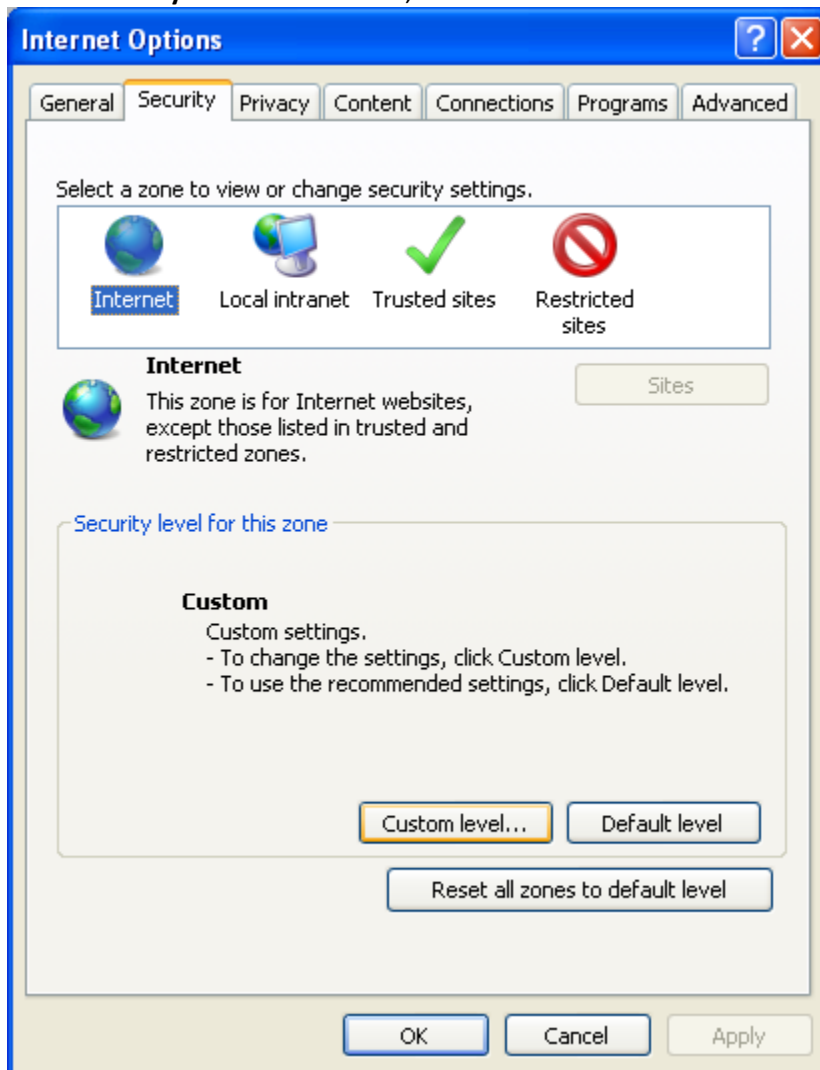 Internet Options
General Security Privacy Content Connections Programs Advanced
Select a zone to view or change security settings.
Internet Local intranet Trusted sites Restricted sites
Internet
Sites
This zone is for Internet websites,
except those listed in trusted and
restricted zones.
Security level for this zone
Custom
Custom settings.
- To change the settings, click Custom level.
- To use the recommended settings, click Default level.
Custom level... Default level
Reset all zones to default level
OK Cancel Apply